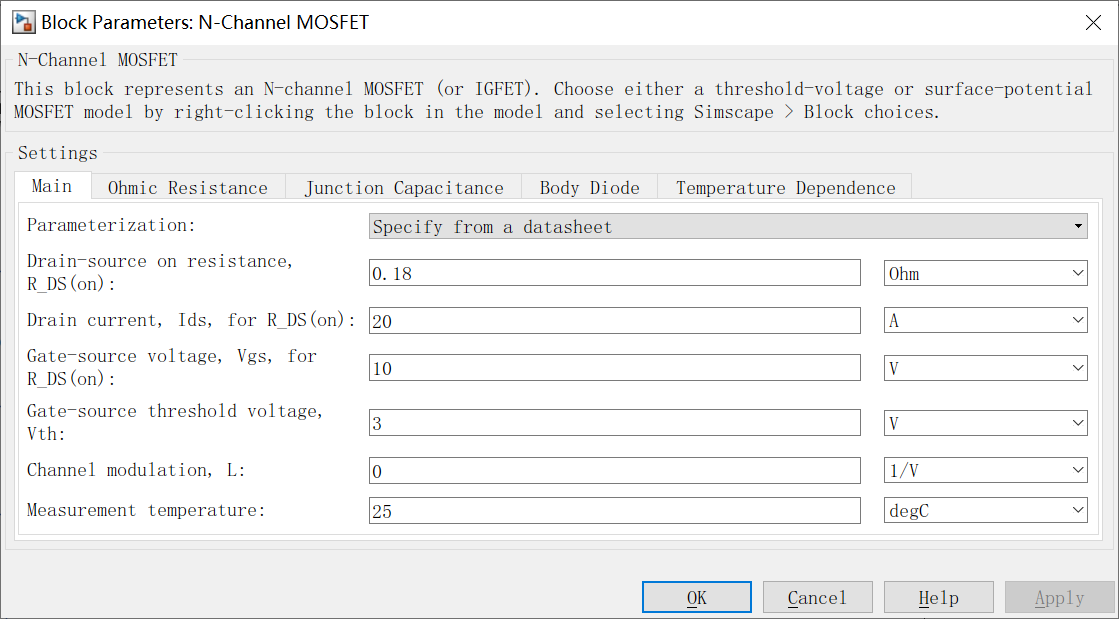 Block Parameters: N-Channel MOSFET
N-Channel MOSFET
This block represents an N-channel MOSFET (or IGFET). Choose either a threshold-voltage or surface-potential
MOSFET model by right-clicking the block in the model and selecting Simscape > Block choices.
Settings
Main Ohmic Resistance Junction Capacitance Body Diode Temperature Dependence
Parameterization: Specify from a datasheet
Drain-source on resistance,
R_DS(on): 0.18 Ohm
Drain current, Ids, for R_DS(on): 20 A
Gate-source voltage, Vgs, for
R_DS(on): 10 V
Gate-source threshold voltage,
Vth: 3 V
Channel modulation, L: 0 1/V
Measurement temperature: 25 degC
OK Cancel Help Apply